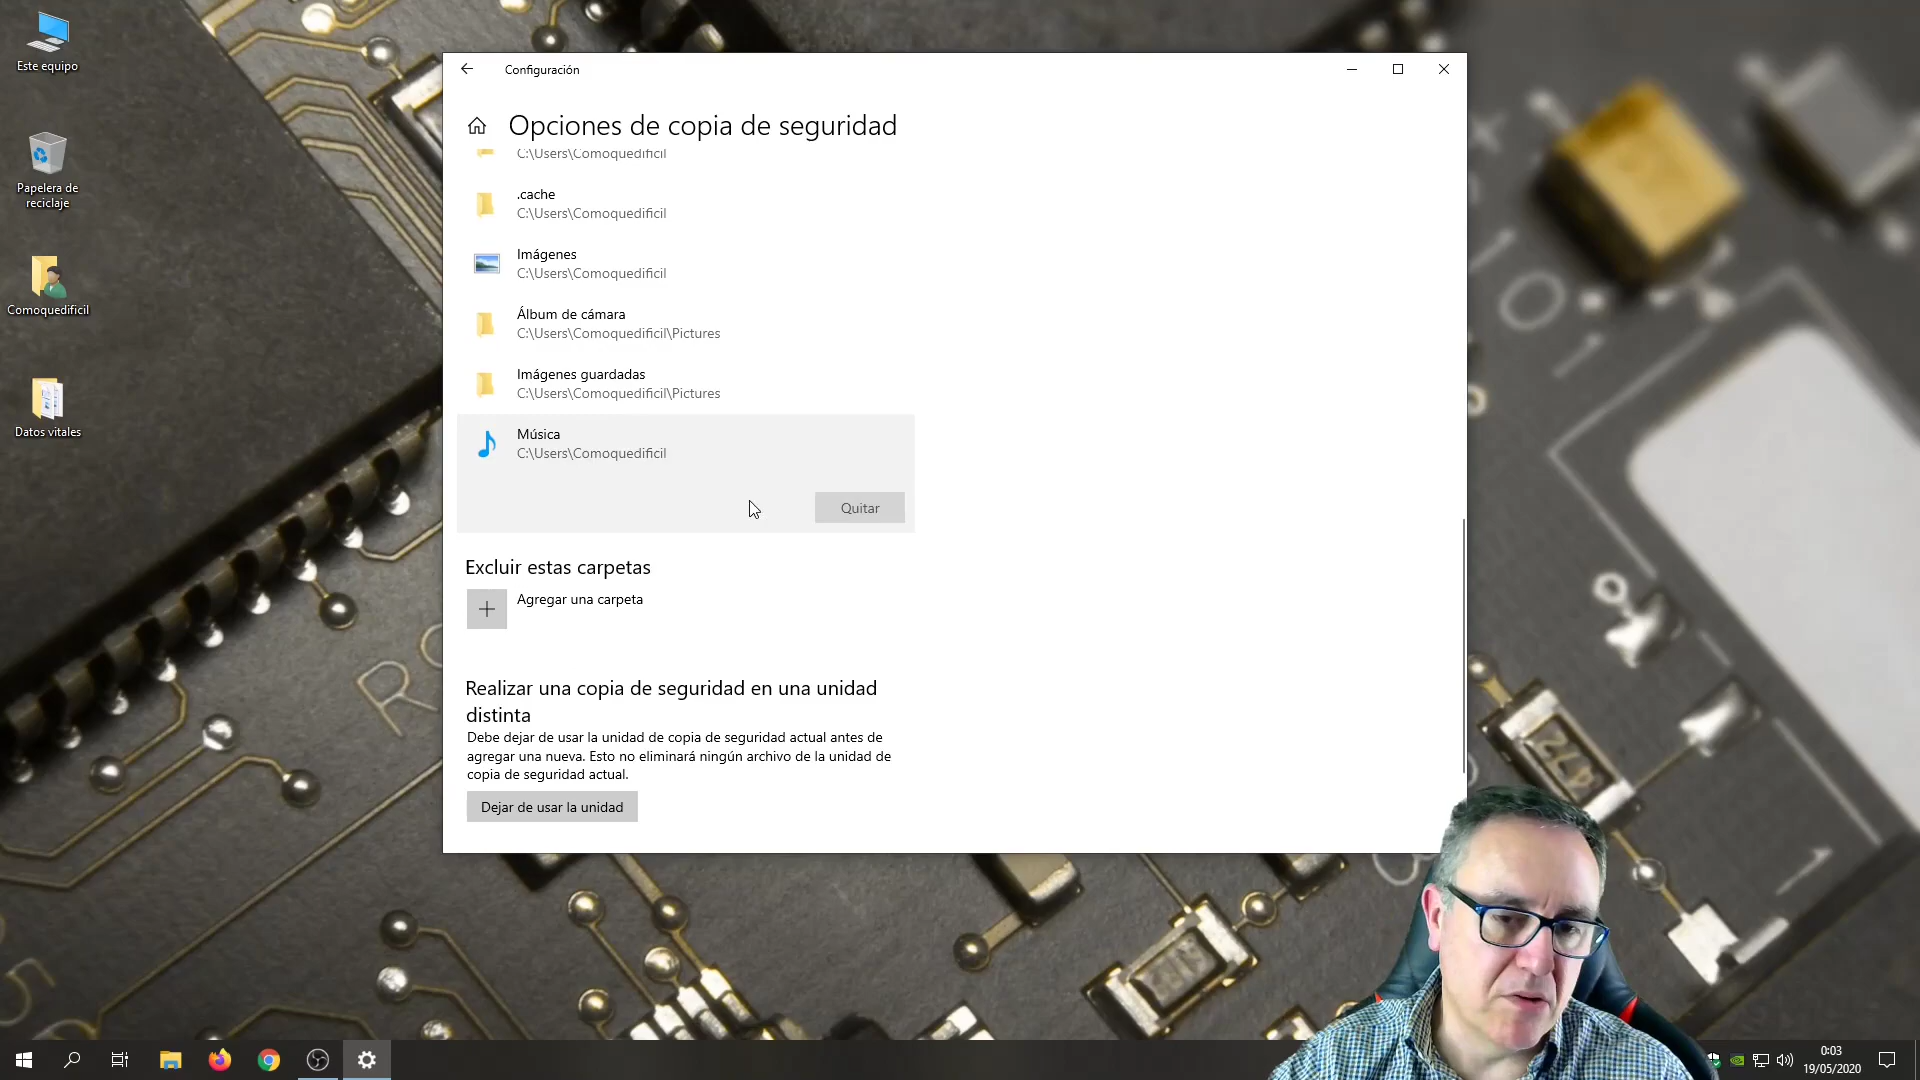 Este equipo
Papelera de
reciclaje
Comoquedificil
Datos vitales
Configuración
Opciones de copia de seguridad
C:\Users\Comoquedificil
.cache
C:\Users\Comoquedificil
Imágenes
C:\Users\Comoquedificil
Álbum de cámara
C:\Users\Comoquedificil\Pictures
Imágenes guardadas
C:\Users\Comoquedificil\Pictures
Música
C:\Users\Comoquedificil
Quitar
Excluir estas carpetas
Agregar una carpeta
Realizar una copia de seguridad en una unidad
distinta
Debe dejar de usar la unidad de copia de seguridad actual antes de
agregar una nueva. Esto no eliminará ningún archivo de la unidad de
copia de seguridad actual.
Dejar de usar la unidad
0:03
19/05/2020